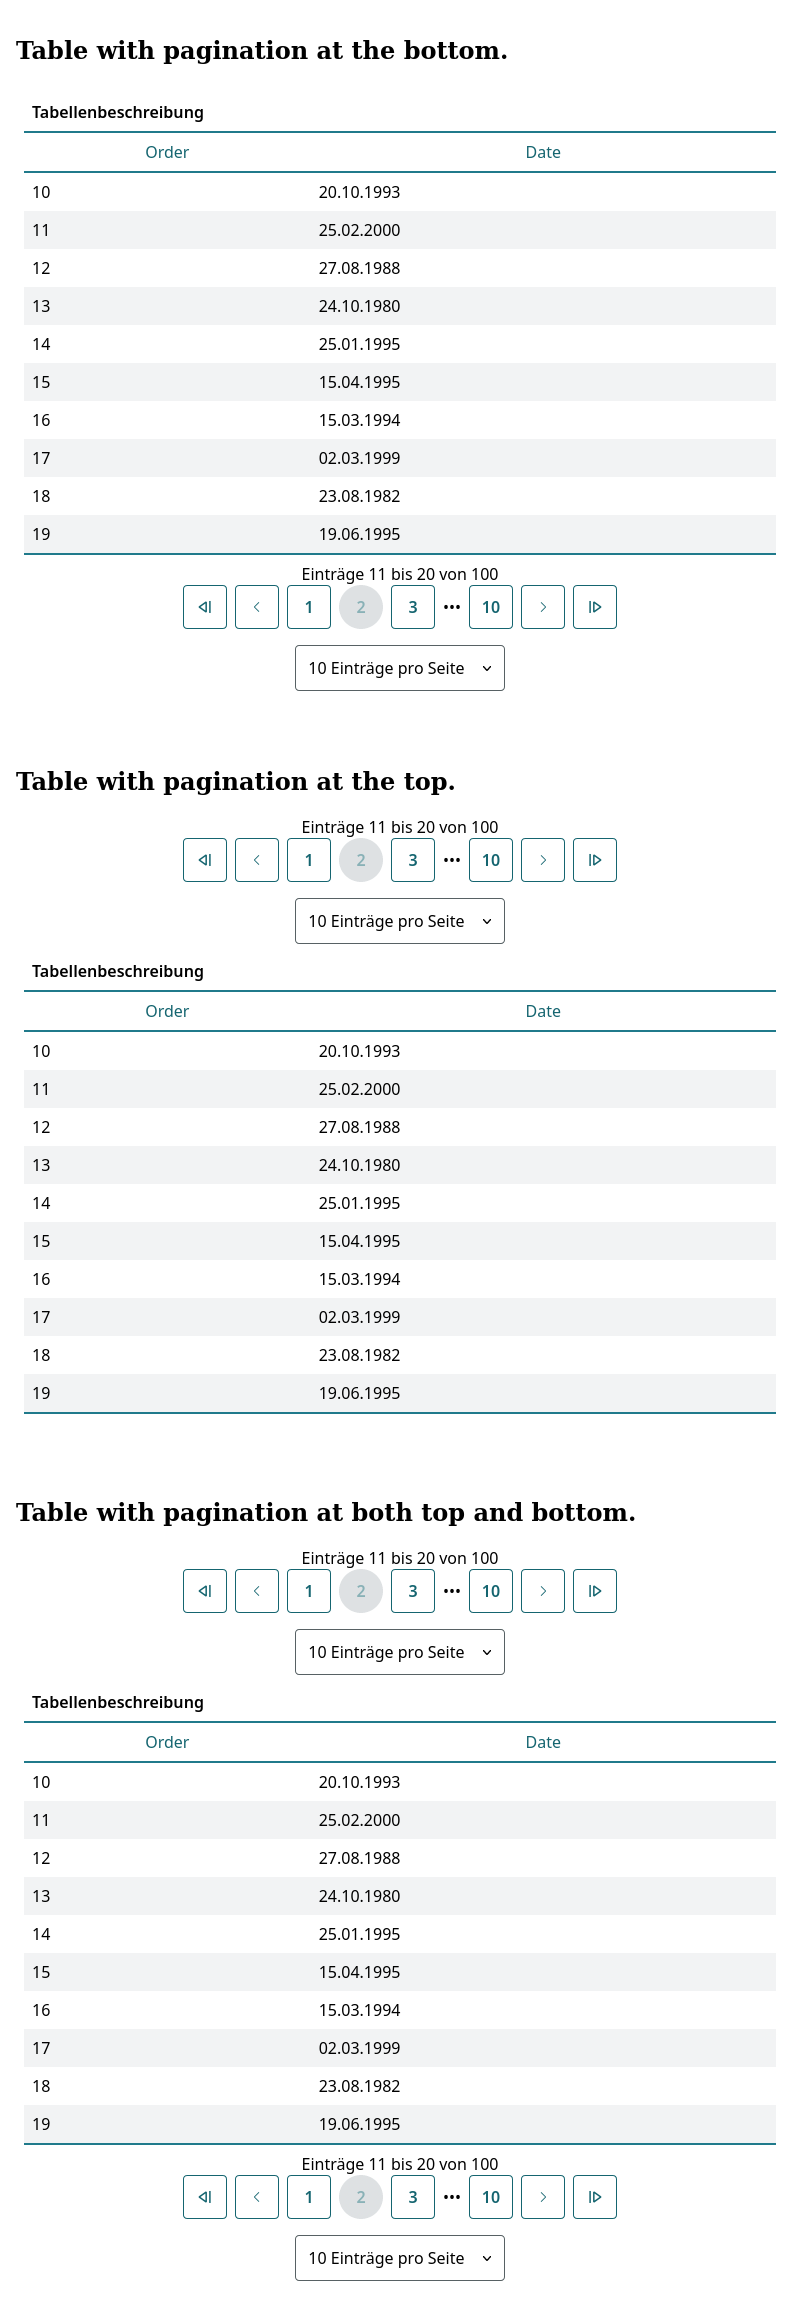 Table with pagination at the bottom.
Tabellenbeschreibung
Order Date
10 20.10.1993
11 25.02.2000
12 27.08.1988
13 24.10.1980
14 25.01.1995
15 15.04.1995
16 15.03.1994
17 02.03.1999
18 23.08.1982
19 19.06.1995
Einträge 11 bis 20 von 100
1 2 3 ••• 10
10 Einträge pro Seite
Table with pagination at the top.
Einträge 11 bis 20 von 100
1 2 3 ••• 10
10 Einträge pro Seite
Tabellenbeschreibung
Order Date
10 20.10.1993
11 25.02.2000
12 27.08.1988
13 24.10.1980
14 25.01.1995
15 15.04.1995
16 15.03.1994
17 02.03.1999
18 23.08.1982
19 19.06.1995
Table with pagination at both top and bottom.
Einträge 11 bis 20 von 100
1 2 3 ••• 10
10 Einträge pro Seite
Tabellenbeschreibung
Order Date
10 20.10.1993
11 25.02.2000
12 27.08.1988
13 24.10.1980
14 25.01.1995
15 15.04.1995
16 15.03.1994
17 02.03.1999
18 23.08.1982
19 19.06.1995
Einträge 11 bis 20 von 100
1 2 3 ••• 10
10 Einträge pro Seite